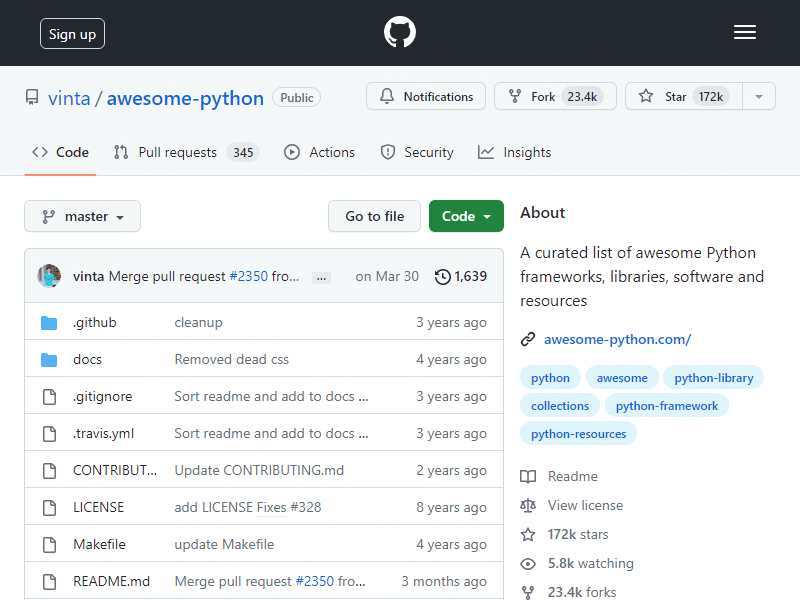 Sign up
vinta / awesome-python Public
Notifications Fork 23.4k Star 172k
Code Pull requests 345 Actions Security Insights
master Go to file Code
vinta Merge pull request #2350 fro... ... on Mar 30 1,639
.github cleanup 3 years ago
docs Removed dead css 4 years ago
.gitignore Sort readme and add to docs ... 3 years ago
.travis.yml Sort readme and add to docs ... 3 years ago
CONTRIBUT... Update CONTRIBUTING.md 2 years ago
LICENSE add LICENSE Fixes #328 8 years ago
Makefile update Makefile 4 years ago
README.md Merge pull request #2350 fro... 3 months ago
About
A curated list of awesome Python
frameworks, libraries, software and
resources
awesome-python.com/
python awesome python-library
collections python-framework
python-resources
Readme
View license
172k stars
5.8k watching
23.4k forks